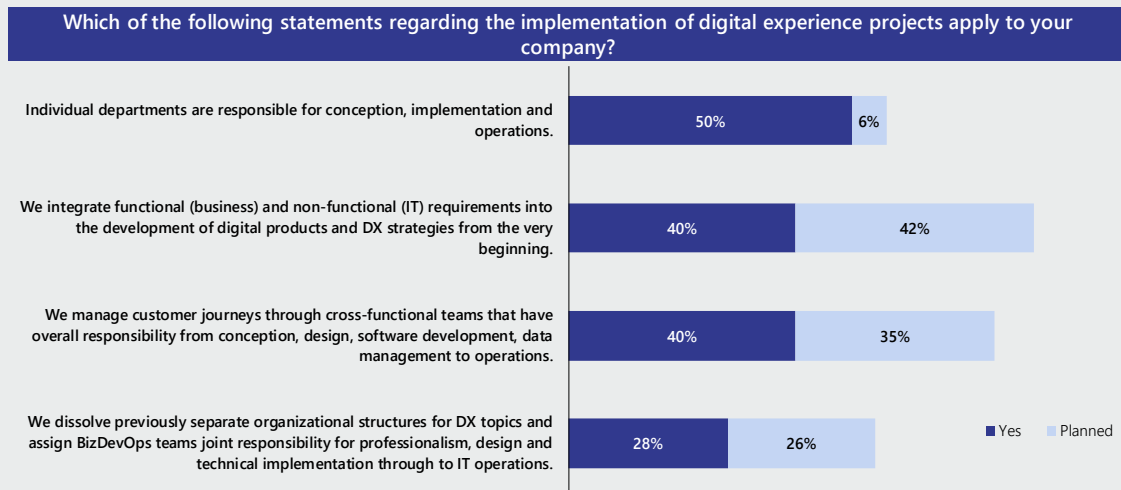 Which of the following statements regarding the implementation of digital experience projects apply to your
company?
Individual departments are responsible for conception, implementation and
operations.
50%
6%
We integrate functional (business) and non-functional (IT) requirements into
the development of digital products and DX strategies from the very
beginning.
40%
42%
We manage customer journeys through cross-functional teams that have
overall responsibility from conception, design, software development, data
management to operations.
40%
35%
We dissolve previously separate organizational structures for DX topics and
assign BizDevOps teams joint responsibility for professionalism, design and
technical implementation through to IT operations.
28%
26%
Yes
Planned